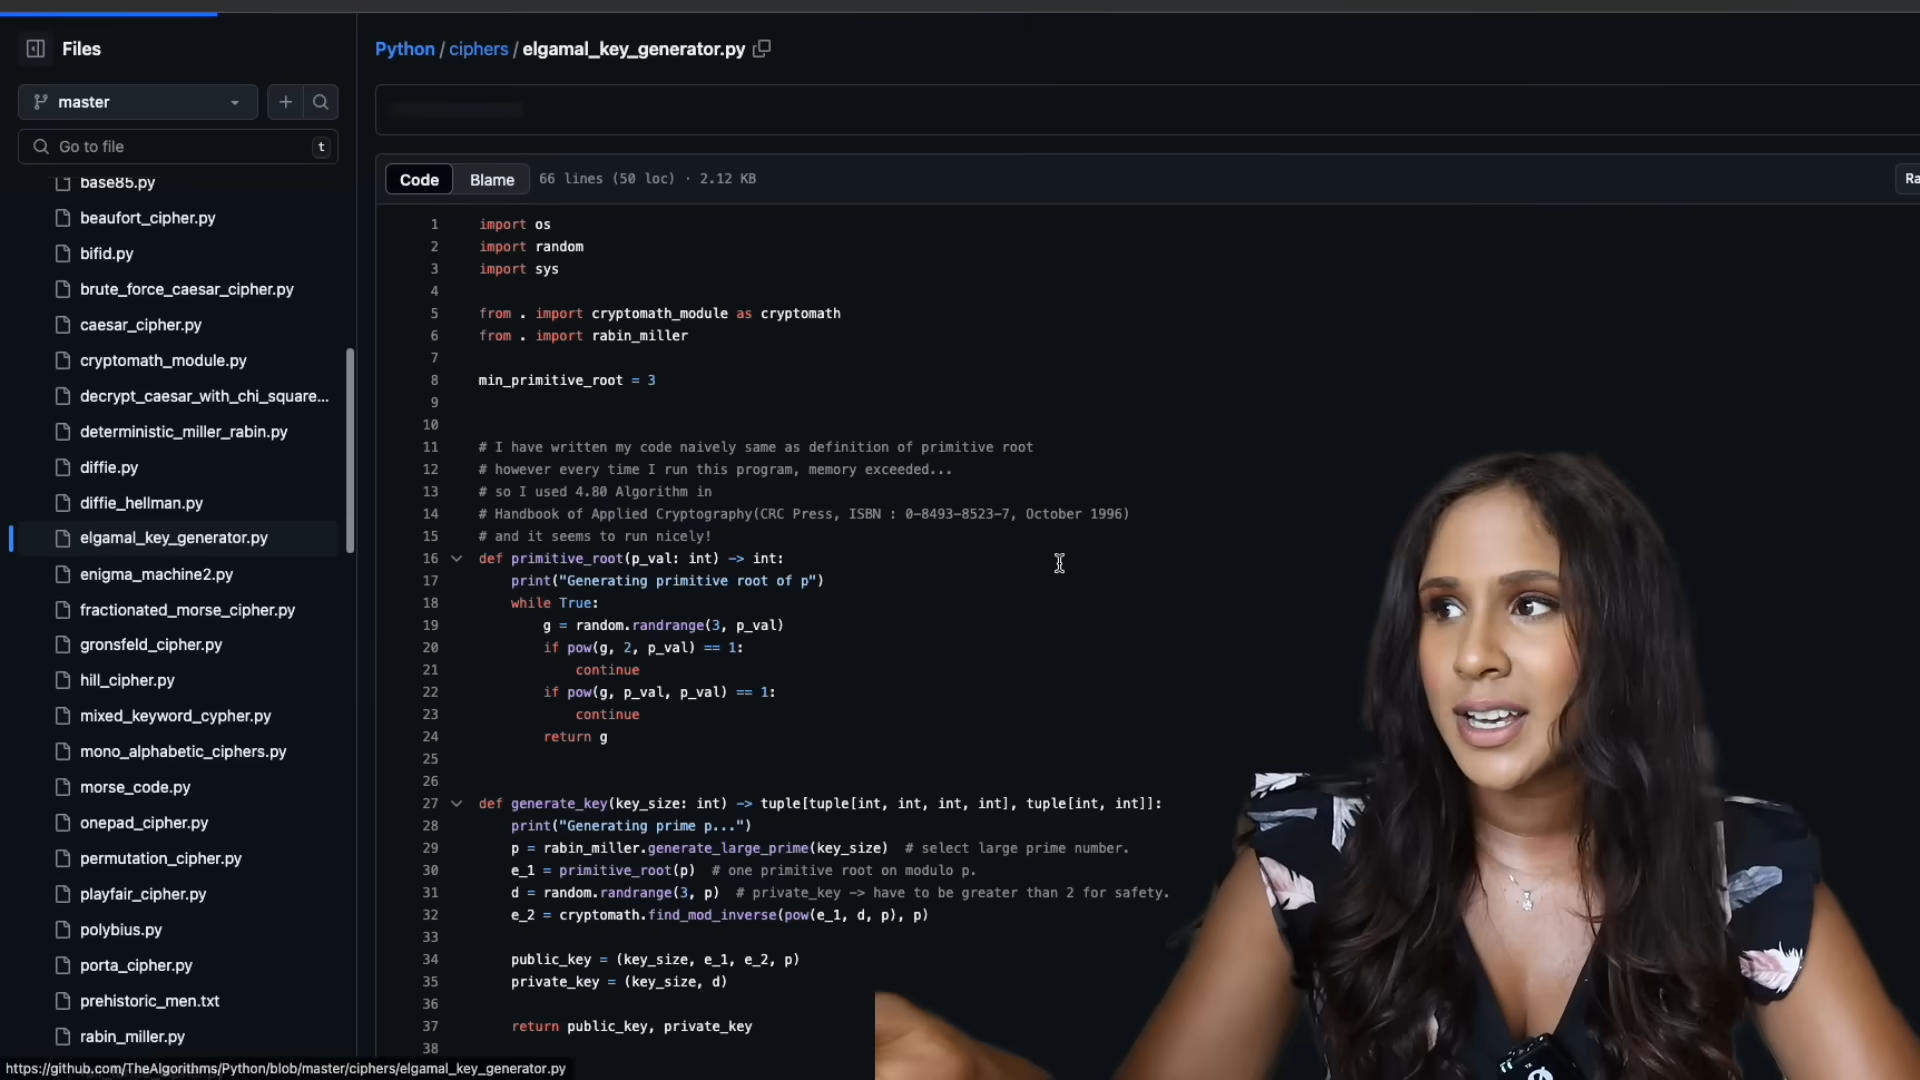 Files
master
Go to file
t
base85.py
beaufort_cipher.py
bifid.py
brute_force_caesar_cipher.py
caesar_cipher.py
cryptomath_module.py
decrypt_caesar_with_chi_square...
deterministic_miller_rabin.py
diffie.py
diffie_hellman.py
elgamal_key_generator.py
enigma_machine2.py
fractionated_morse_cipher.py
gronsfeld_cipher.py
hill_cipher.py
mixed_keyword_cypher.py
mono_alphabetic_ciphers.py
morse_code.py
onepad_cipher.py
permutation_cipher.py
playfair_cipher.py
polybius.py
porta_cipher.py
prehistoric_men.txt
rabin_miller.py
https://github.com/TheAlgorithms/Python/blob/master/ciphers/elgamal_key_generator.py
Python / ciphers / elgamal_key_generator.py
Code Blame 66 lines (50 loc) · 2.12 KB Ra
1 import os
2 import random
3 import sys
4
5 from . import cryptomath_module as cryptomath
6 from . import rabin_miller
7
8 min_primitive_root = 3
9
10
11 # I have written my code naively same as definition of primitive root
12 # however every time I run this program, memory exceeded...
13 # so I used 4.80 Algorithm in
14 # Handbook of Applied Cryptography(CRC Press, ISBN : 0-8493-8523-7, October 1996)
15 # and it seems to run nicely!
16 def primitive_root(p_val: int) -> int:
17 print("Generating primitive root of p")
18 while True:
19 g = random.randrange(3, p_val)
20 if pow(g, 2, p_val) == 1:
21 continue
22 if pow(g, p_val, p_val) == 1:
23 continue
24 return g
25
26
27 def generate_key(key_size: int) -> tuple[tuple[int, int, int, int], tuple[int, int]]:
28 print("Generating prime p...")
29 p = rabin_miller.generate_large_prime(key_size) # select large prime number.
30 e_1 = primitive_root(p) # one primitive root on modulo p.
31 d = random.randrange(3, p) # private_key -> have to be greater than 2 for safety.
32 e_2 = cryptomath.find_mod_inverse(pow(e_1, d, p), p)
33
34 public_key = (key_size, e_1, e_2, p)
35 private_key = (key_size, d)
36
37 return public_key, private_key
38